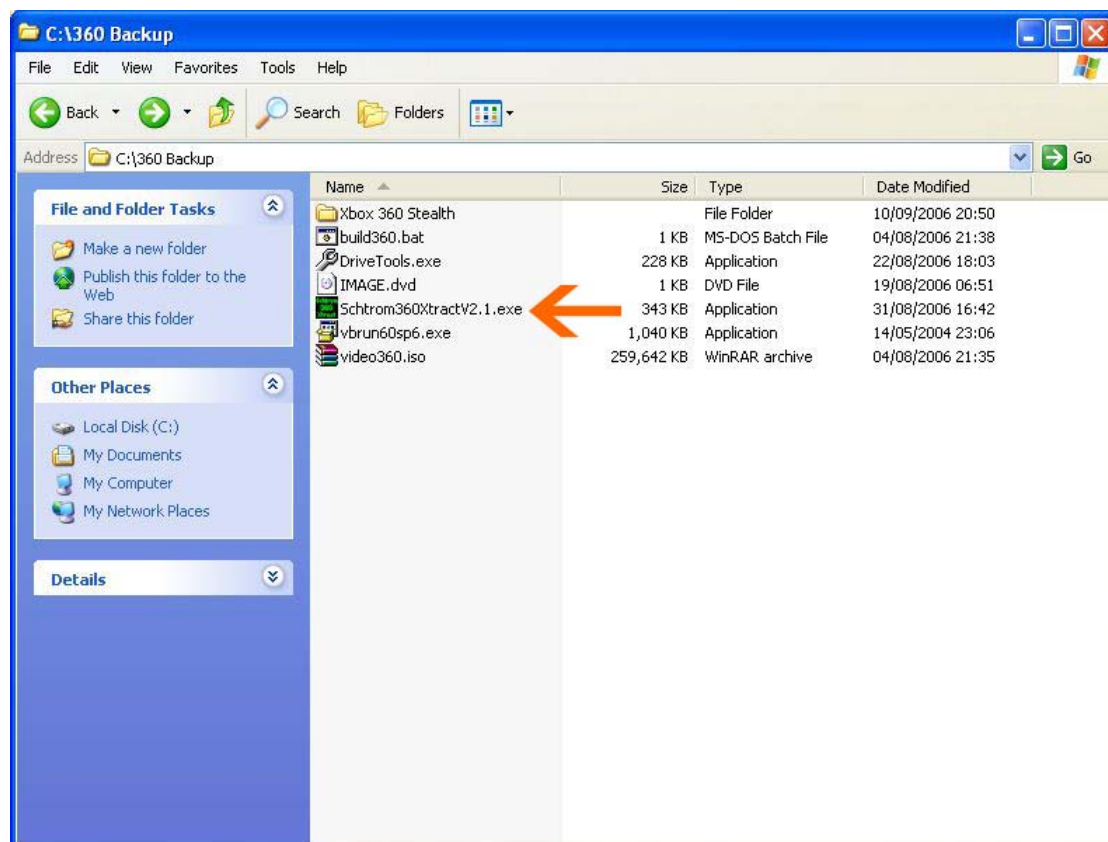 C:\360 Backup
File Edit View Favorites Tools Help
Back Search Folders
Address C:\360 Backup Go
Name Size Type Date Modified
File and Folder Tasks
Make a new folder
Publish this folder to the
Web
Share this folder
Other Places
Local Disk (C:)
My Documents
My Computer
My Network Places
Details
Xbox 360 Stealth File Folder 10/09/2006 20:50
build360.bat 1 KB MS-DOS Batch File 04/08/2006 21:38
DriveTools.exe 228 KB Application 22/08/2006 18:03
IMAGE.dvd 1 KB DVD File 19/08/2006 06:51
Schtrom360XtractV2.1.exe 343 KB Application 31/08/2006 16:42
vbrun60sp6.exe 1,040 KB Application 14/05/2004 23:06
video360.iso 259,642 KB WinRAR archive 04/08/2006 21:35